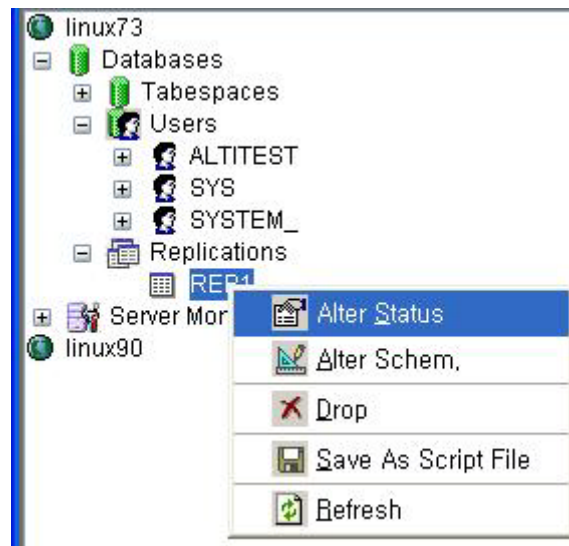 linux73
Databases
Tabespaces
Users
ALTITEST
SYS
SYSTEM_
Replications
REP1
Server Mor
linux90
Alter Status
Alter Schem,
Drop
Save As Script File
Refresh